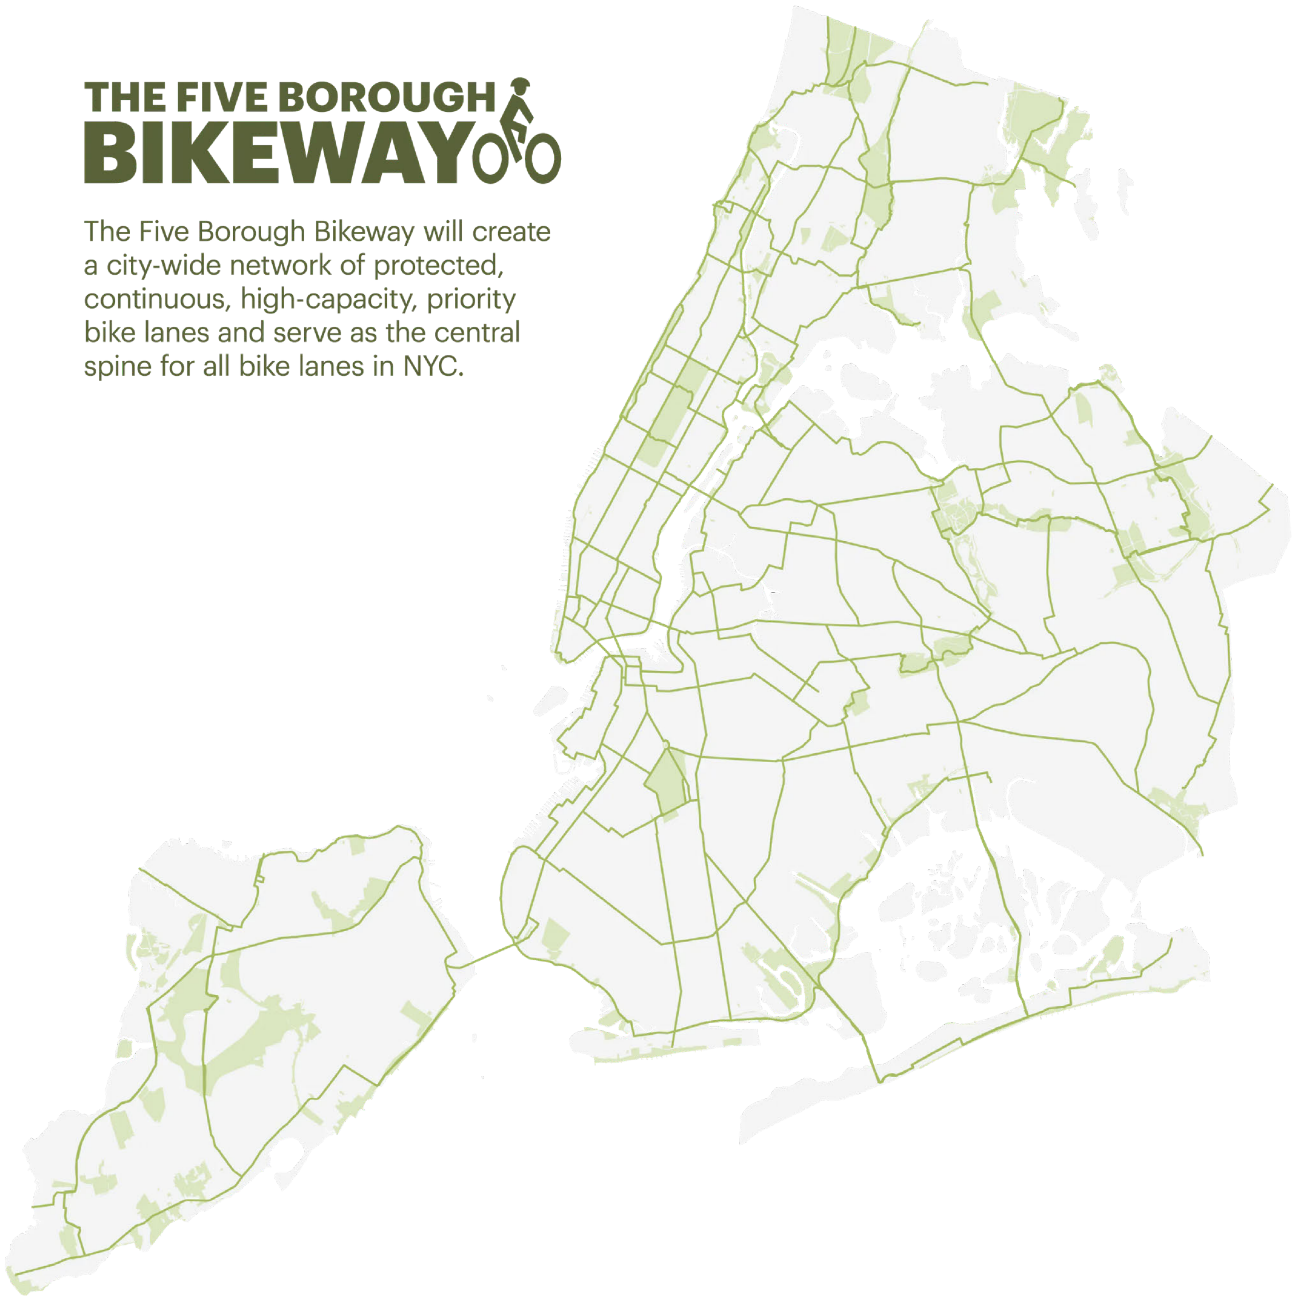 THE FIVE BOROUGH
BIKEWAY
The Five Borough Bikeway will create
a city-wide network of protected,
continuous, high-capacity, priority
bike lanes and serve as the central
spine for all bike lanes in NYC.